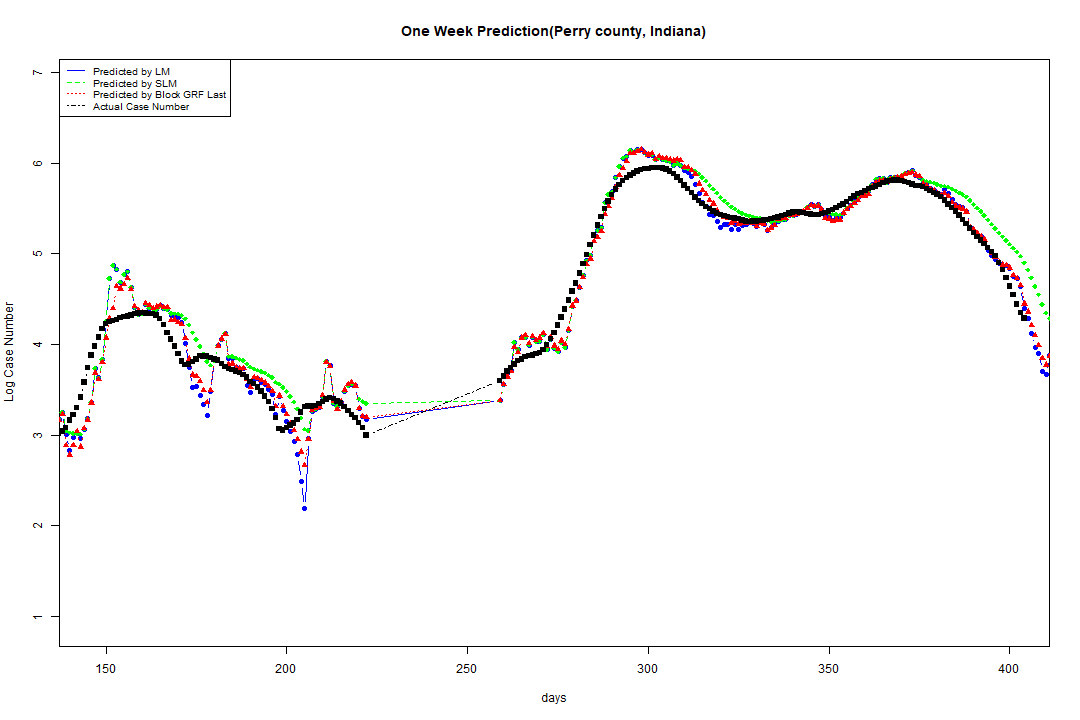 One Week Prediction(Perry county, Indiana)
Predicted by LM
Predicted by SLM
Predicted by Block GRF Last
Actual Case Number
Log Case Number
7
6
5
4
3
2
1
150 200 250 300 350 400
days